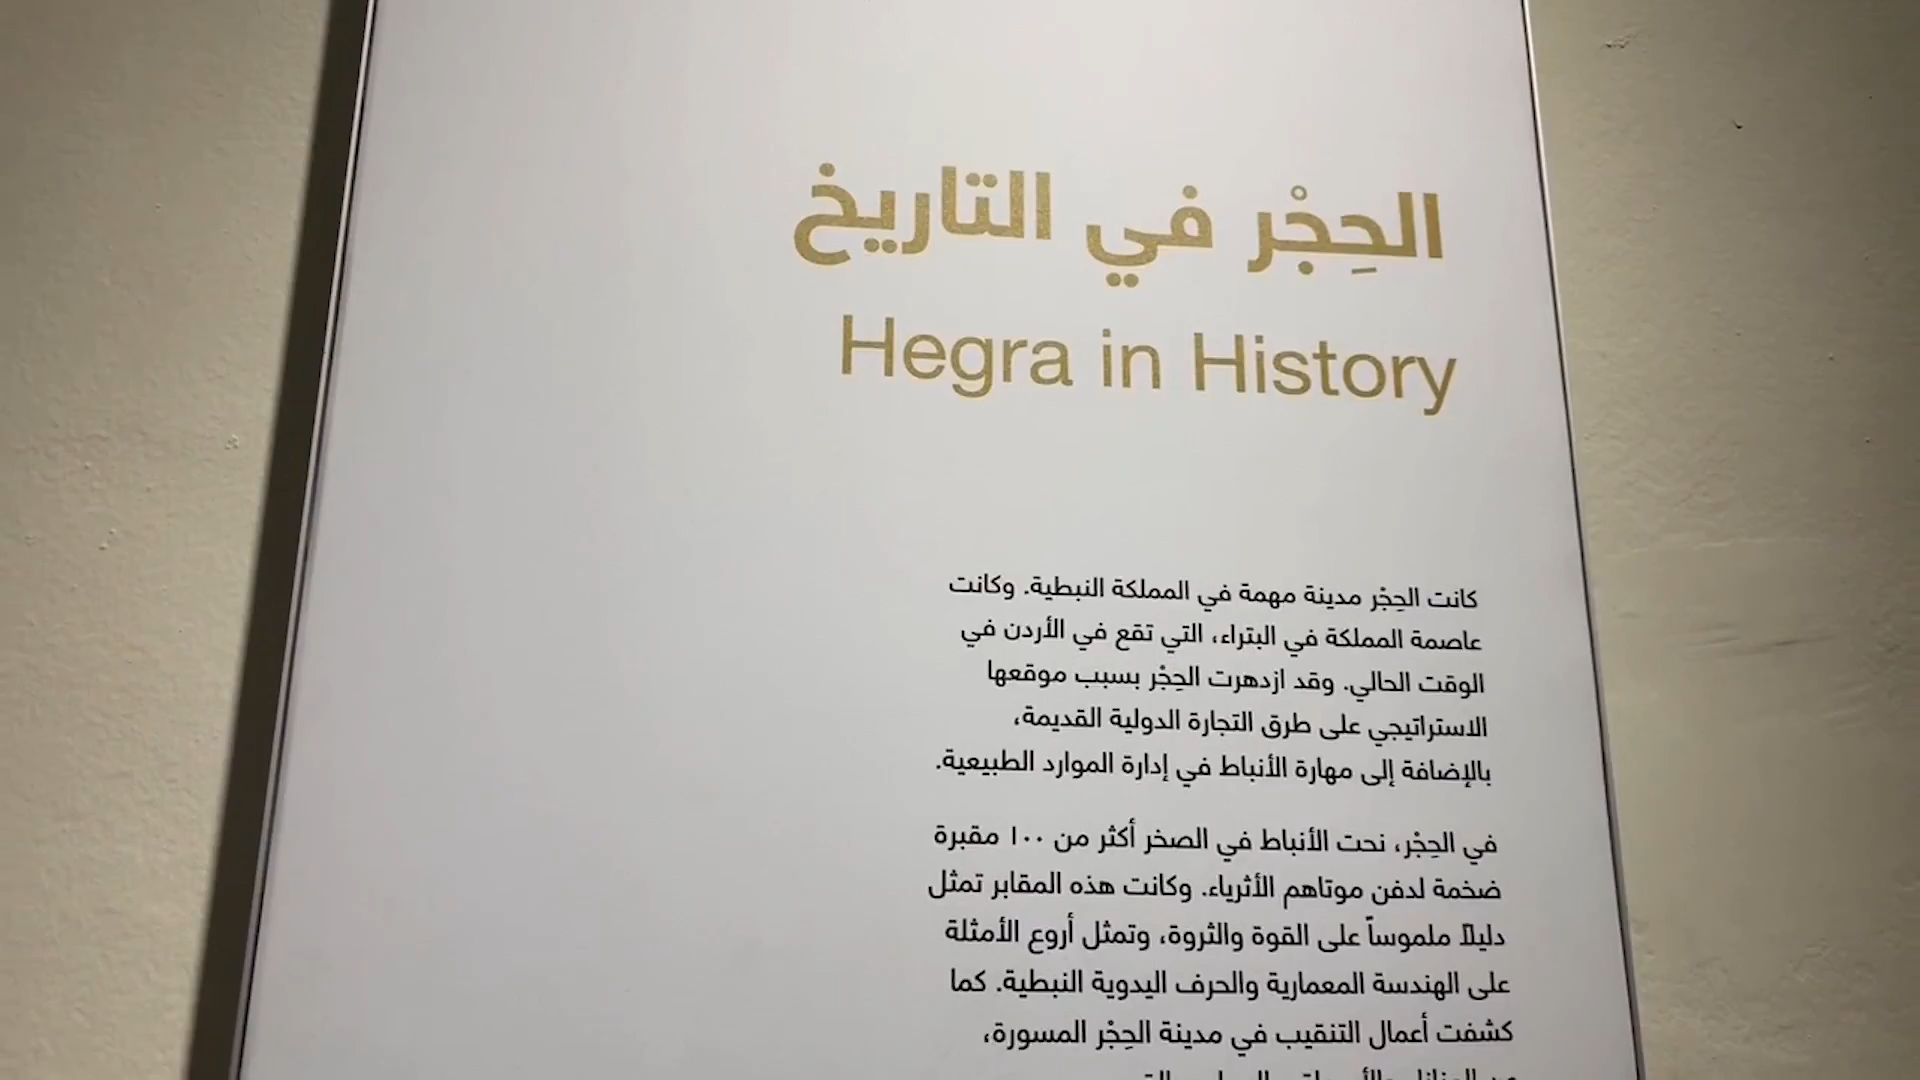 الحِجْر في التاريخ
Hegra in History
كانت الحِجْر مدينة مهمة في المملكة النبطية. وكانت
عاصمة المملكة في البتراء، التي تقع في الأردن في
الوقت الحالي. وقد ازدهرت الحِجْر بسبب موقعها
الاستراتيجي على طرق التجارة الدولية القديمة،
بالإضافة إلى مهارة الأنباط في إدارة الموارد الطبيعية.
في الحِجْر، نحت الأنباط في الصخر أكثر من ١٠٠ مقبرة
ضخمة لدفن موتاهم الأثرياء. وكانت هذه المقابر تمثل
دليلاً ملموساً على القوة والثروة، وتمثل أروع الأمثلة
على الهندسة المعمارية والحرف اليدوية النبطية. كما
كشفت أعمال التنقيب في مدينة الحِجْر المسورة،